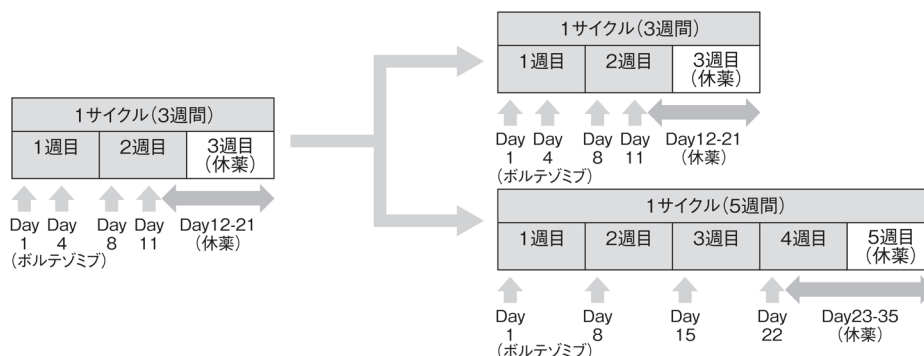 1サイクル(3週間)
1週目 2週目 3週目
(休薬)
Day Day Day Day Day12-21
1 4 8 11 (休薬)
(ボルテゾミブ)
1サイクル(3週間)
1週目 2週目 3週目
(休薬)
Day Day Day Day Day12-21
1 4 8 11 (休薬)
(ボルテゾミブ)
1サイクル(5週間)
1週目 2週目 3週目 4週目 5週目
(休薬)
Day Day Day Day Day23-35
1 8 15 22 (休薬)
(ボルテゾミブ)